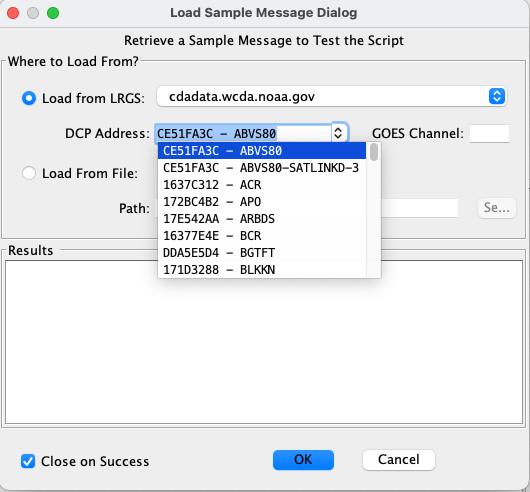 Load Sample Message Dialog
Retrieve a Sample Message to Test the Script
Where to Load From?
Load from LRGS: cdadata.wcda.noaa.gov
DCP Address: CE51FA3C - ABVS80 GOES Channel:
CE51FA3C - ABVS80
CE51FA3C - ABVS80-SATLINKD-3
Load From File:
1637C312 - ACR
172BC4B2 - APO
Path: Se...
17E542AA - ARBDS
16377E4E - BCR
DDA5E5D4 - BGTFT
171D3288 - BLKKN
Results
Close on Success OK Cancel